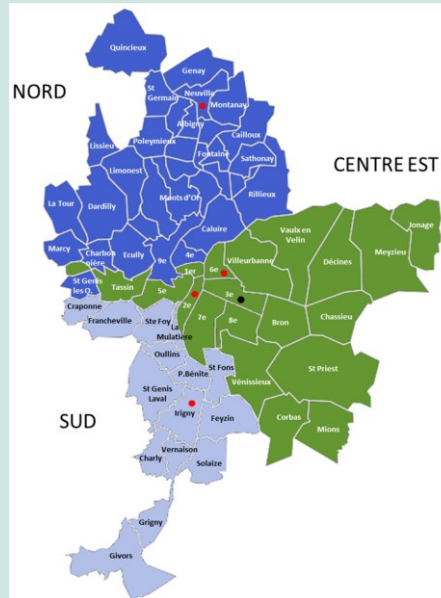 Quincieux
NORD
Genay
St
Germain
Neuville
Montanay
Albigny
Poleymieux
Cailloux
Lissieu
Fontaine
Sathonay
Limonest
CENTRE EST
Monts d'Or
Rillieux
La Tour
Dardilly
Jonage
Caluire
Vaulx en
Velin
Marcy
Charbon
nière
Ecully
9e
4e
Villeurbanne
Décines
Meyzieu
1er
6e
St Genis
les O.
Tassin
5e
2e
3e
Craponne
Francheville
Ste Foy
La
Mulatière
7e
8e
Bron
Chassieu
Oullins
St Fons
P.Bénite
Vénissieux
St Priest
St Genis
Laval
Irigny
Feyzin
SUD
Corbas
Mions
Vernaison
Charly
Solaize
Grigny
Givors